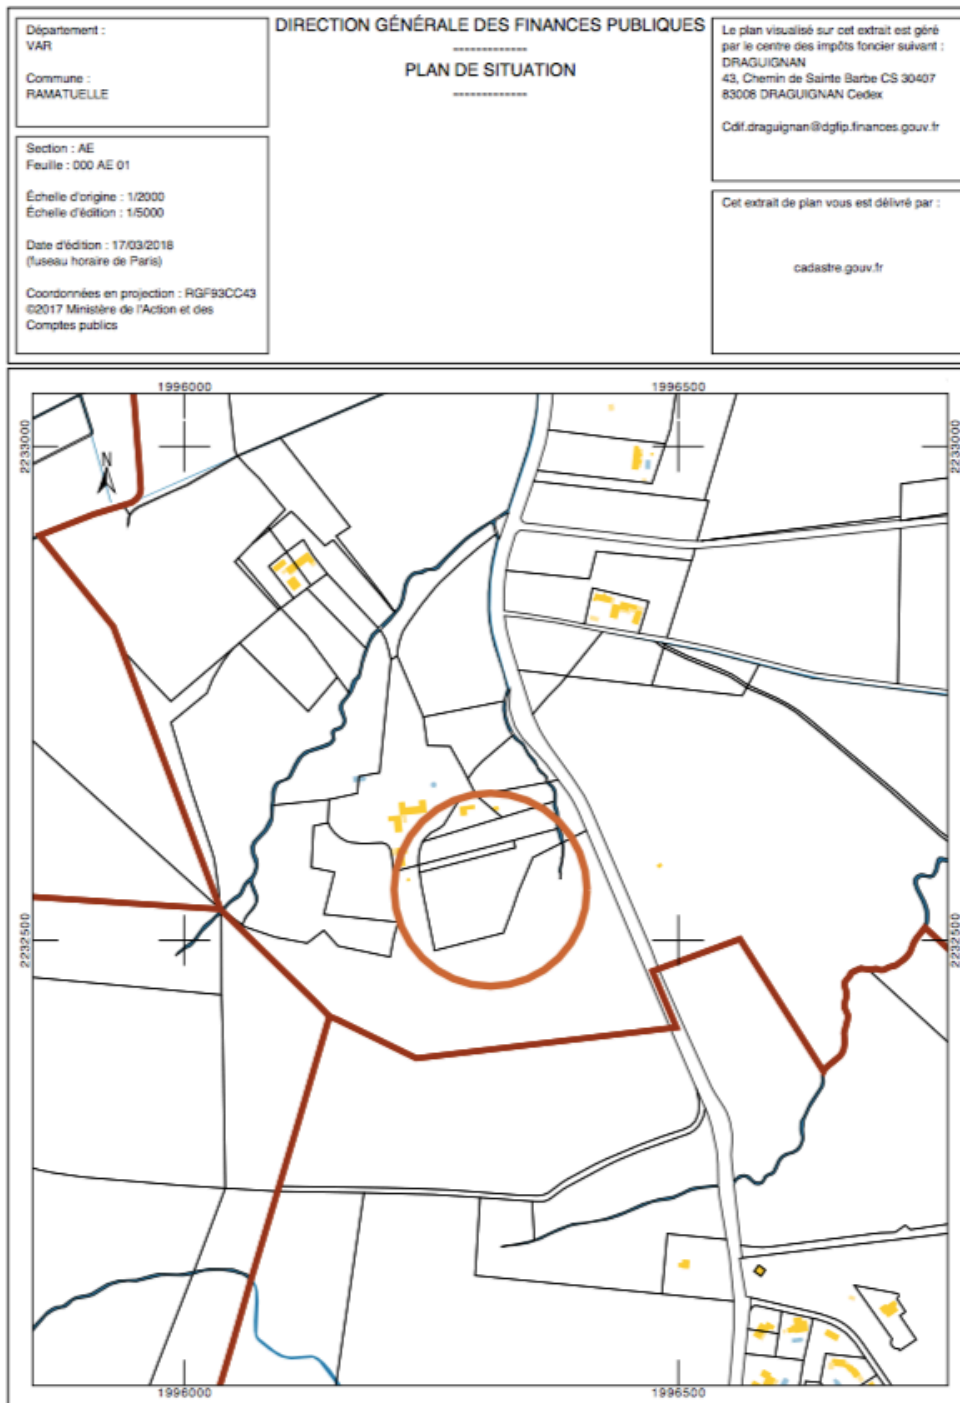 Département :
VAR
Commune :
RAMATUELLE
Section : AE
Feuille : 000 AE 01
Échelle d'origine : 1/2000
Échelle d'édition : 1/5000
Date d'édition : 17/03/2018
(fuseau horaire de Paris)
Coordonnées en projection : RGF93CC43
©2017 Ministère de l'Action et des
Comptes publics
DIRECTION GÉNÉRALE DES FINANCES PUBLIQUES
-------------
PLAN DE SITUATION
-------------
Le plan visualisé sur cet extrait est géré
par le centre des impôts foncier suivant :
DRAGUIGNAN
43, Chemin de Sainte Barbe CS 30407
83008 DRAGUIGNAN Cedex
Cdif.draguignan@dgfip.finances.gouv.fr
Cet extrait de plan vous est délivré par :
cadastre.gouv.fr
1996000
1996500
2233000
2233000
N
2232500
2232500
1996000
1996500